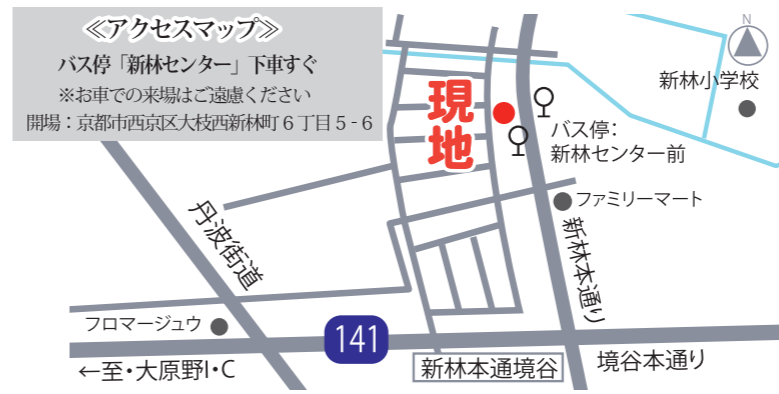 ≪アクセスマップ≫
バス停「新林センター」下車すぐ
※お車での来場はご遠慮ください
開場：京都市西京区大枝西新林町６丁目５-６
N
新林小学校
現地
バス停：
新林センター前
ファミリーマート
丹波街道
新林本通り
フロマージュウ
141
←至・大原野I・C
新林本通境谷
境谷本通り